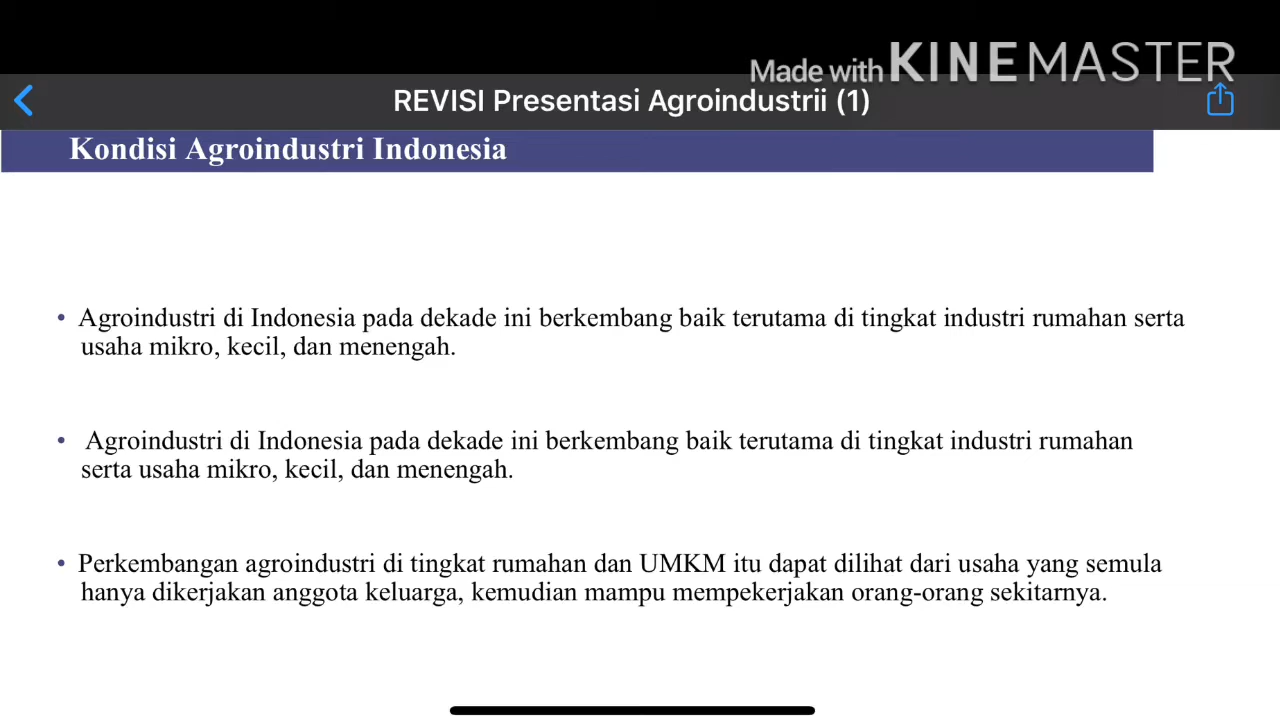 Made with KINEMASTER
REVISI Presentasi Agroindustrii (1)
Kondisi Agroindustri Indonesia
• Agroindustri di Indonesia pada dekade ini berkembang baik terutama di tingkat industri rumahan serta
usaha mikro, kecil, dan menengah.
• Agroindustri di Indonesia pada dekade ini berkembang baik terutama di tingkat industri rumahan
serta usaha mikro, kecil, dan menengah.
• Perkembangan agroindustri di tingkat rumahan dan UMKM itu dapat dilihat dari usaha yang semula
hanya dikerjakan anggota keluarga, kemudian mampu mempekerjakan orang-orang sekitarnya.